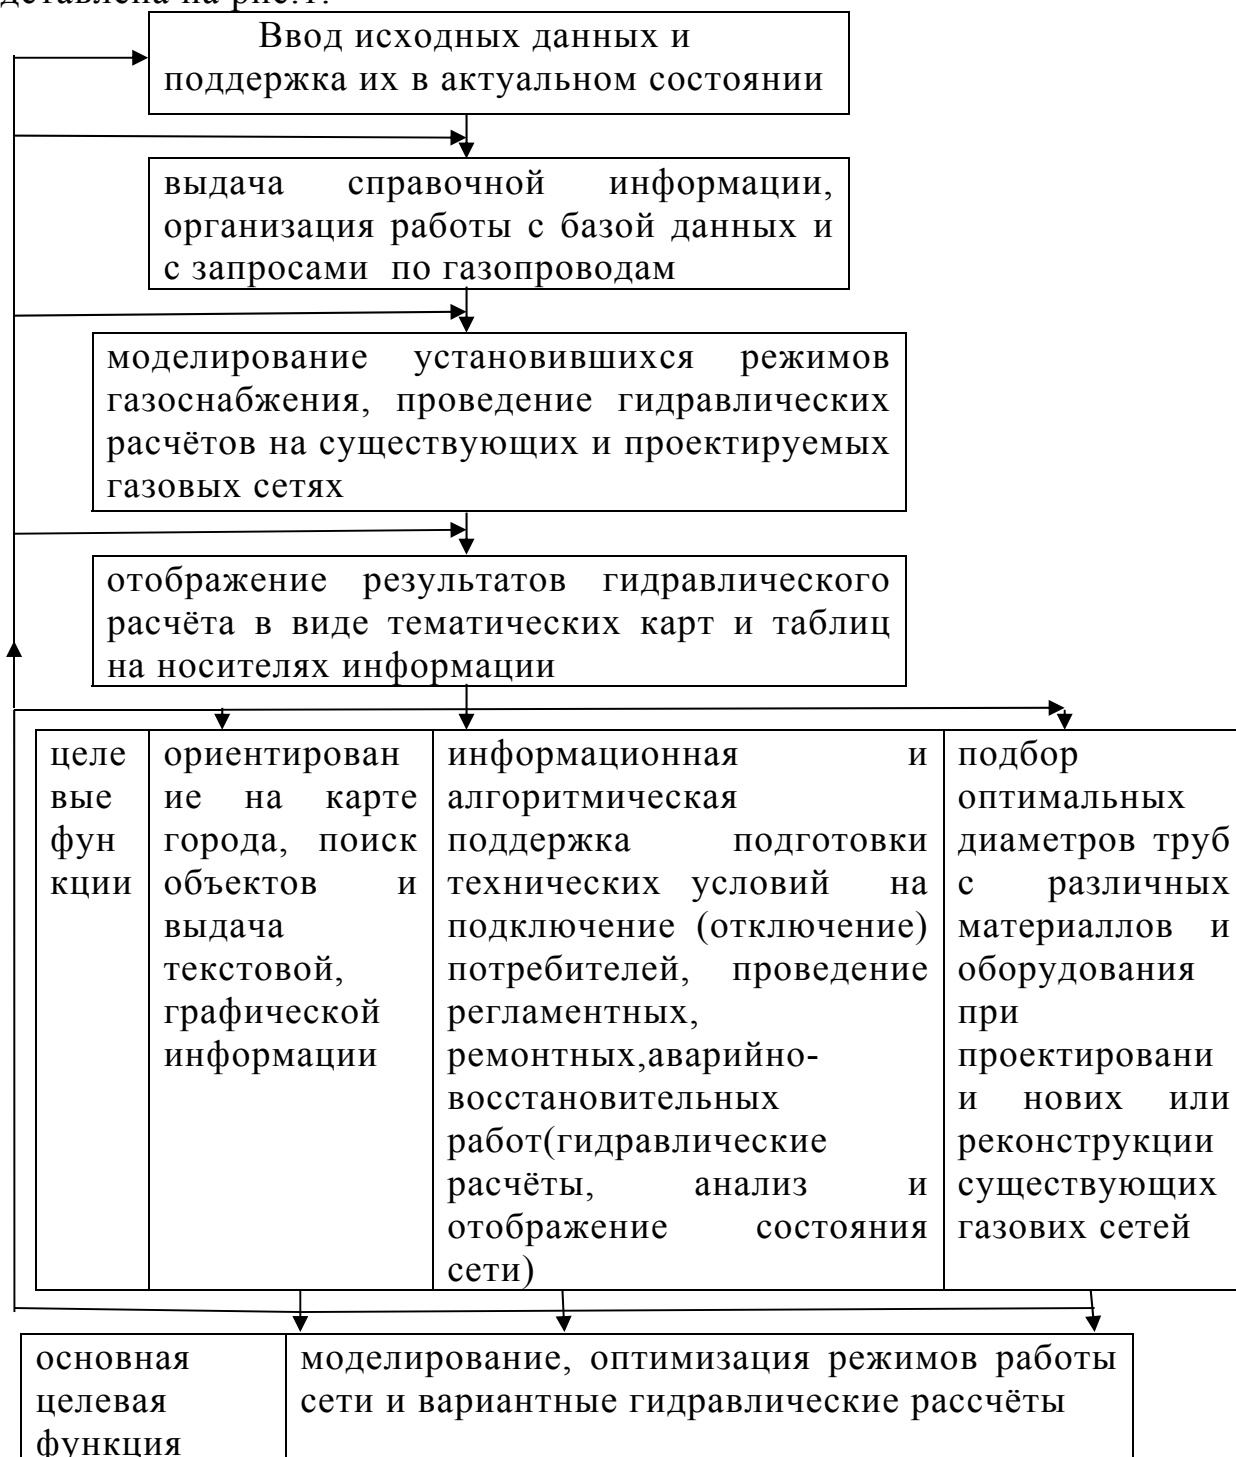 дставлена на рис.1.
Ввод исходных данных и
поддержка их в актуальном состоянии
выдача справочной информации,
организация работы с базой данных и
с запросами по газопроводам
моделирование установившихся режимов
газоснабжения, проведение гидравлических
расчётов на существующих и проектируемых
газовых сетях
отображение результатов гидравлического
расчёта в виде тематических карт и таблиц
на носителях информации
целе
вые
фун
кции
ориентирован
ие на карте
города, поиск
объектов и
выдача
текстовой,
графической
информации
информационная и
алгоритмическая
поддержка подготовки
технических условий на
подключение (отключение)
потребителей, проведение
регламентных,
ремонтных,аварийно-
восстановительных
работ(гидравлические
расчёты, анализ и
отображение состояния
сети)
подбор
оптимальных
диаметров труб
с различных
материаллов и
оборудования
при
проектировани
и нових или
реконструкции
существующих
газових сетей
основная
целевая
функция
моделирование, оптимизация режимов работы
сети и вариантные гидравлические рассчёты